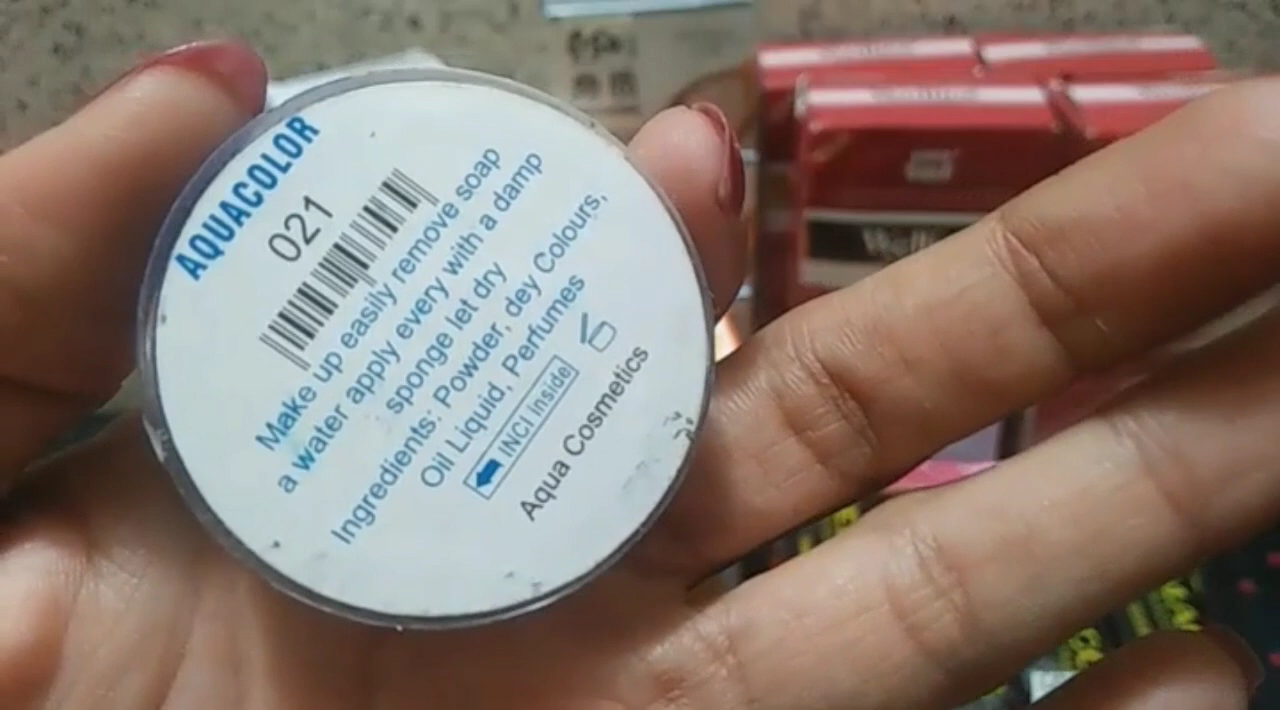 AQUACOLOR
021
Make up easily remove soap
a water apply every with a damp
sponge let dry
Ingredients: Powder, dey Colours,
Oil Liquid, Perfumes
INCI Inside
Aqua Cosmetics